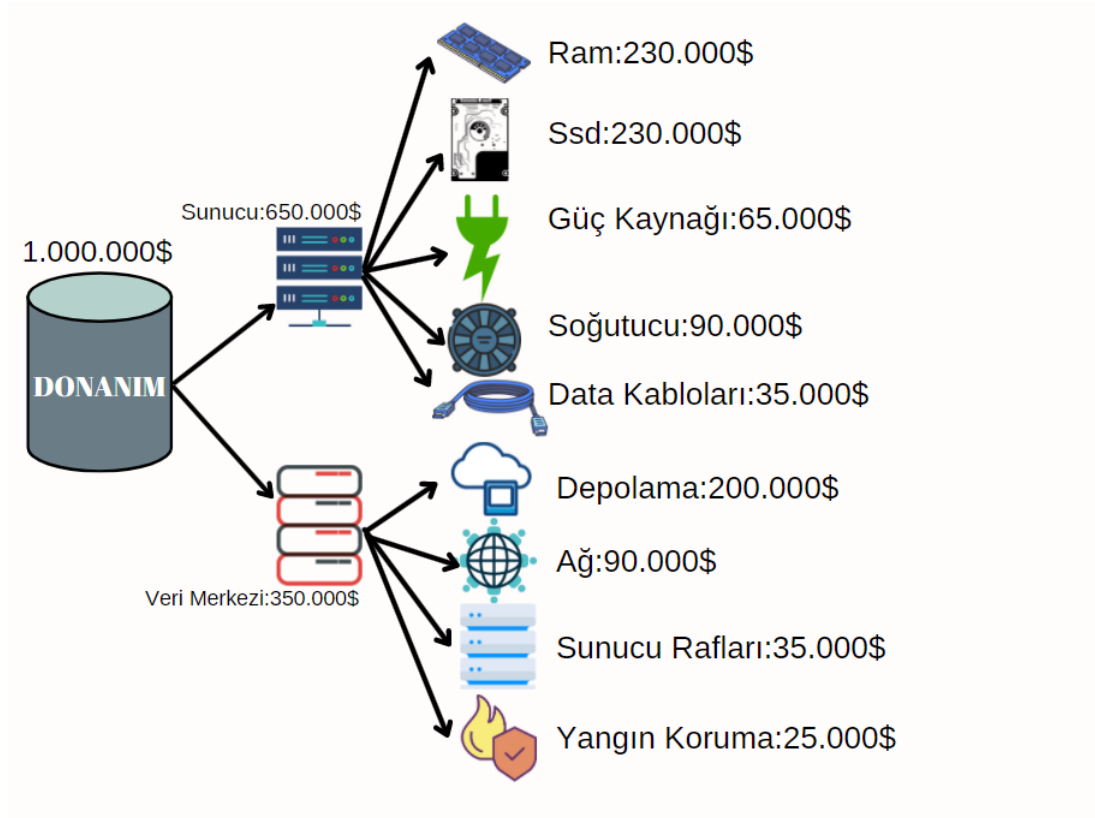 1.000.000$
DONANIM
Sunucu:650.000$
Ram:230.000$
Ssd:230.000$
Güç Kaynağı:65.000$
Soğutucu:90.000$
Data Kabloları:35.000$
Veri Merkezi:350.000$
Depolama:200.000$
Ağ:90.000$
Sunucu Rafları:35.000$
Yangın Koruma:25.000$